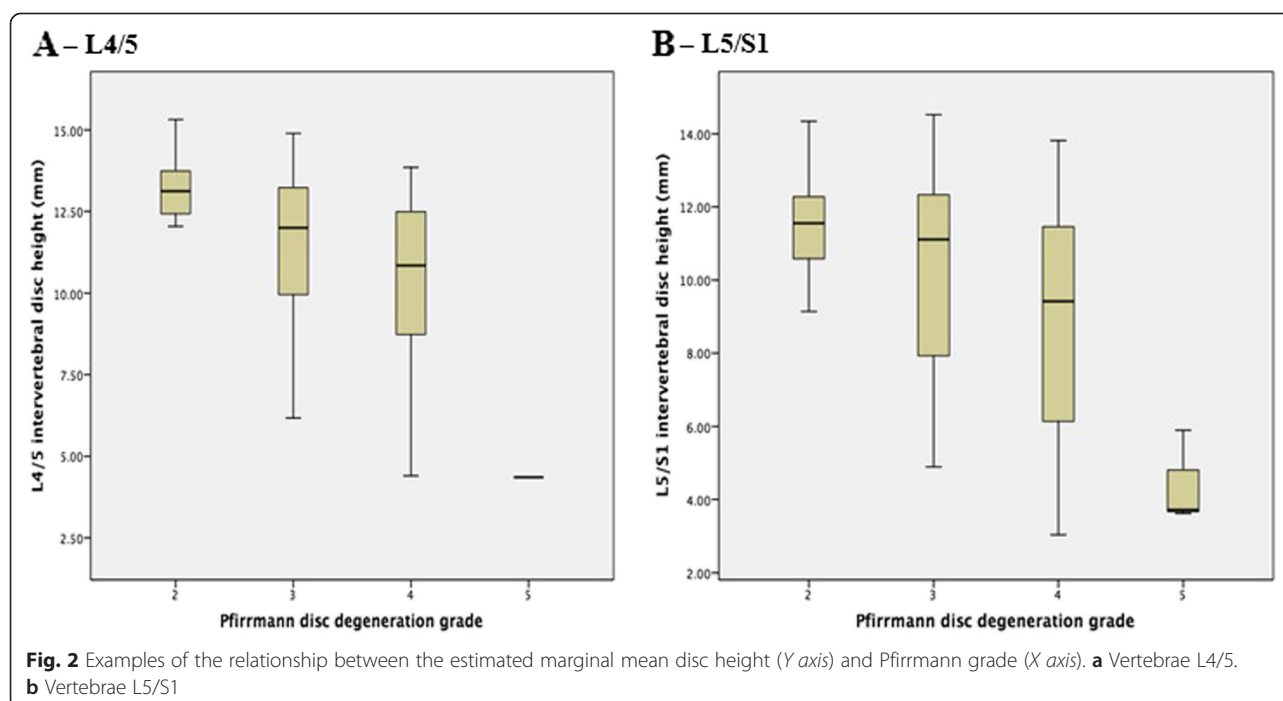 A – L4/5
15.00
12.50
10.00
7.50
5.00
2.50
L4/5 intervertebral disc height (mm)
2 3 4 5
Pfirrmann disc degeneration grade
B – L5/S1
14.00
12.00
10.00
8.00
6.00
4.00
2.00
L5/S1 intervertebral disc height (mm)
2 3 4 5
Pfirrmann disc degeneration grade
Fig. 2 Examples of the relationship between the estimated marginal mean disc height (Y axis) and Pfirrmann grade (X axis). a Vertebrae L4/5.
b Vertebrae L5/S1